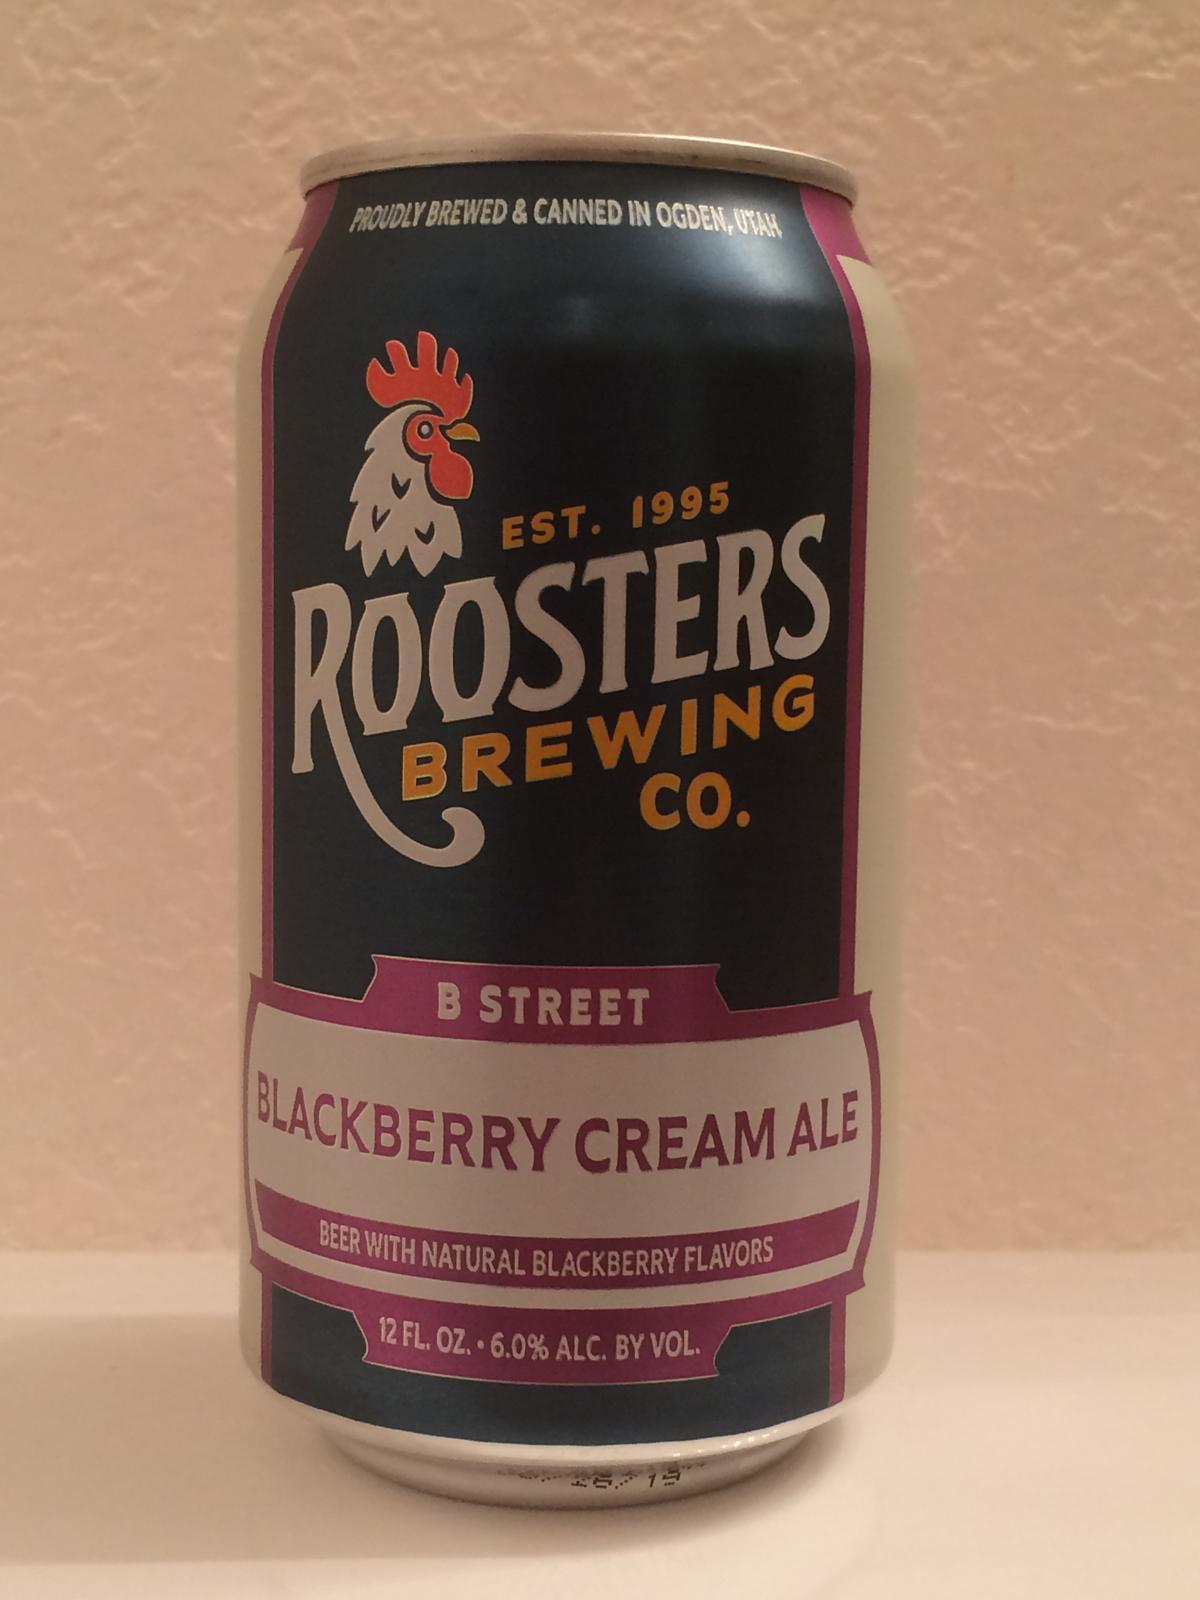 PROUDLY BREWED & CANNED IN OGDEN, UTAH
EST. 1995
ROOSTERS
BREWING
CO.
B STREET
BLACKBERRY CREAM ALE
BEER WITH NATURAL BLACKBERRY FLAVORS
12 FL. OZ. • 6.0% ALC. BY VOL.